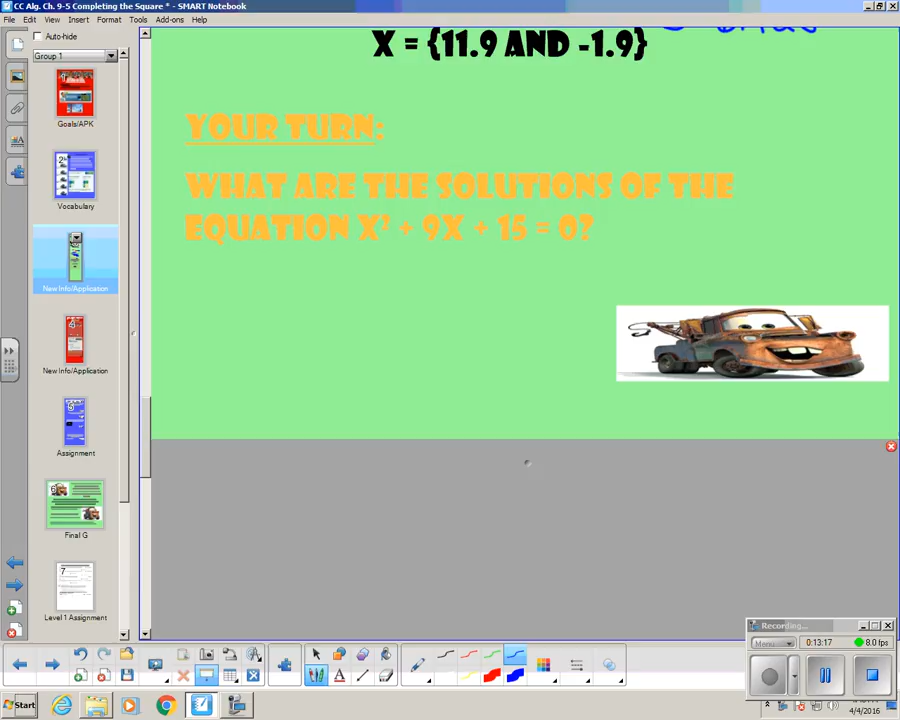 CC Alg. Ch. 9-5 Completing the Square * - SMART Notebook
File Edit View Insert Format Tools Add-ons Help
Auto-hide
Group 1
Goals/APK
Vocabulary
New Info/Application
New Info/Application
Assignment
Final G
Level 1 Assignment
X = {11.9 AND -1.9}
YOUR TURN:
WHAT ARE THE SOLUTIONS OF THE
EQUATION X² + 9X + 15 = 0?
Recording...
Menu
0:13:17
8.0 fps
Start
4/4/2016